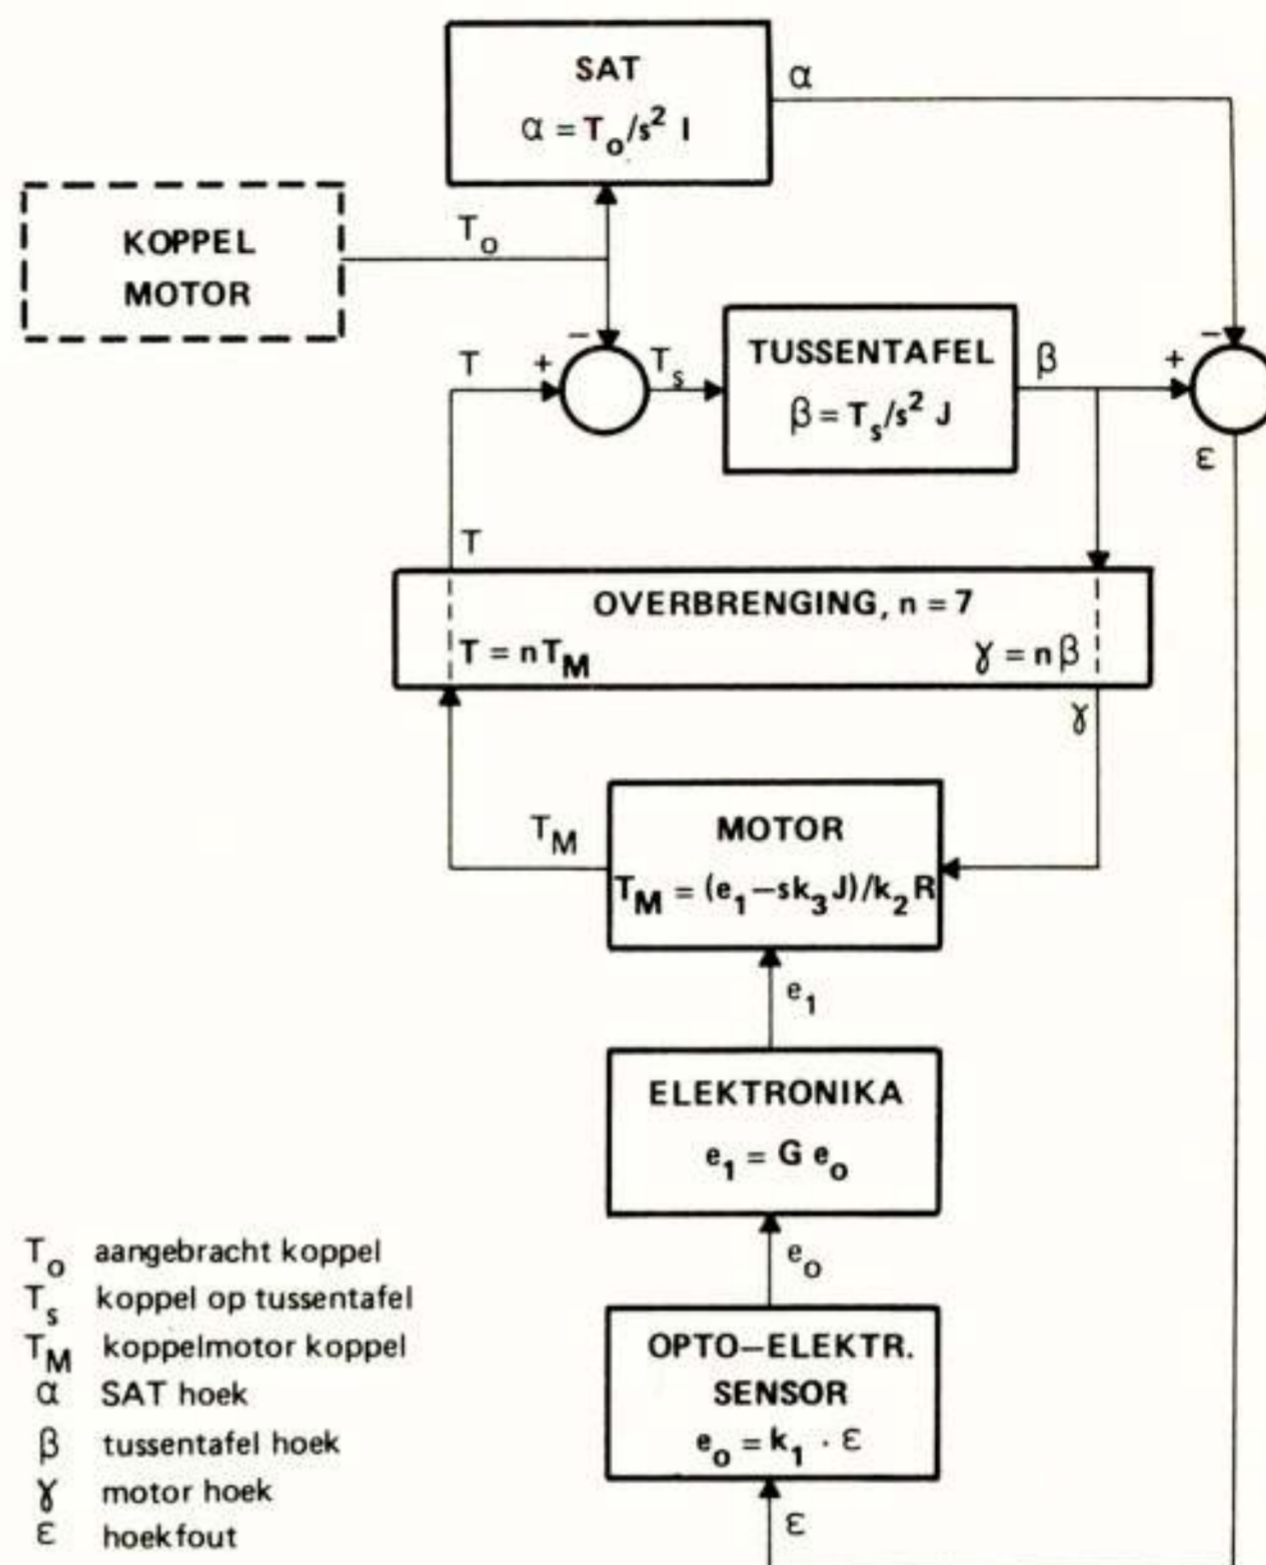 SAT
α = T₀/s² I
α
KOPPEL
MOTOR
T₀
−
T
+
Tₛ
TUSSENTAFEL
β = Tₛ/s² J
β
+
−
ε
T
OVERBRENGING, n = 7
T = nT_M
γ = nβ
γ
T_M
MOTOR
T_M = (e₁−sk₃J)/k₂R
e₁
ELEKTRONIKA
e₁ = G e₀
e₀
OPTO−ELEKTR.
SENSOR
e₀ = k₁ · ε
ε
T₀ aangebracht koppel
Tₛ koppel op tussentafel
T_M koppelmotor koppel
α SAT hoek
β tussentafel hoek
γ motor hoek
ε hoekfout